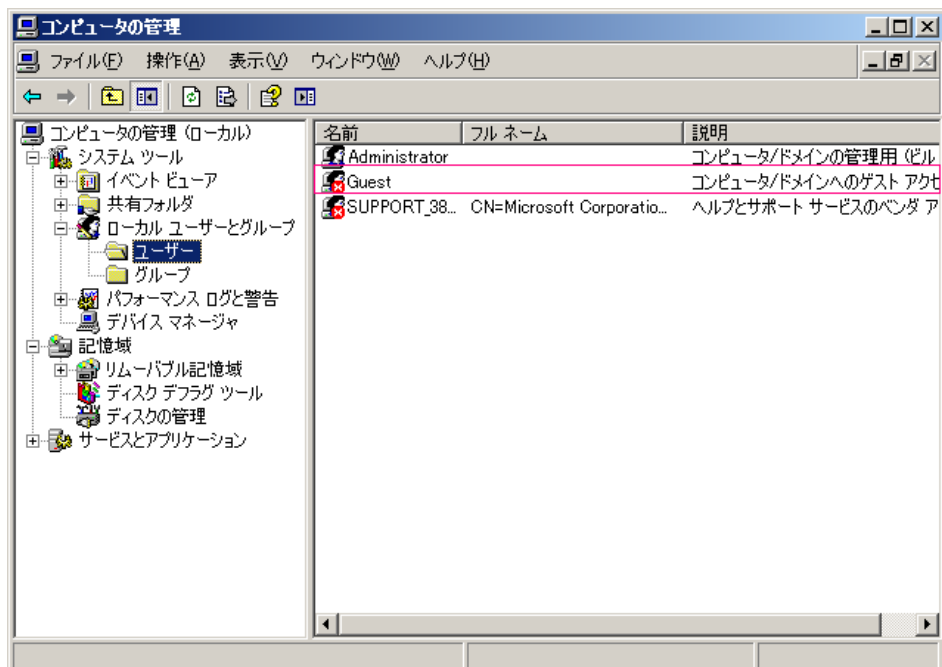 コンピュータの管理
ファイル(F) 操作(A) 表示(V) ウィンドウ(W) ヘルプ(H)
コンピュータの管理 (ローカル)
システム ツール
イベント ビューア
共有フォルダ
ローカル ユーザーとグループ
ユーザー
グループ
パフォーマンス ログと警告
デバイス マネージャ
記憶域
リムーバブル記憶域
ディスク デフラグ ツール
ディスクの管理
サービスとアプリケーション
名前 フル ネーム 説明
Administrator コンピュータ/ドメインの管理用 (ビル
Guest コンピュータ/ドメインへのゲスト アクセ
SUPPORT_38... CN=Microsoft Corporatio... ヘルプとサポート サービスのベンダ ア